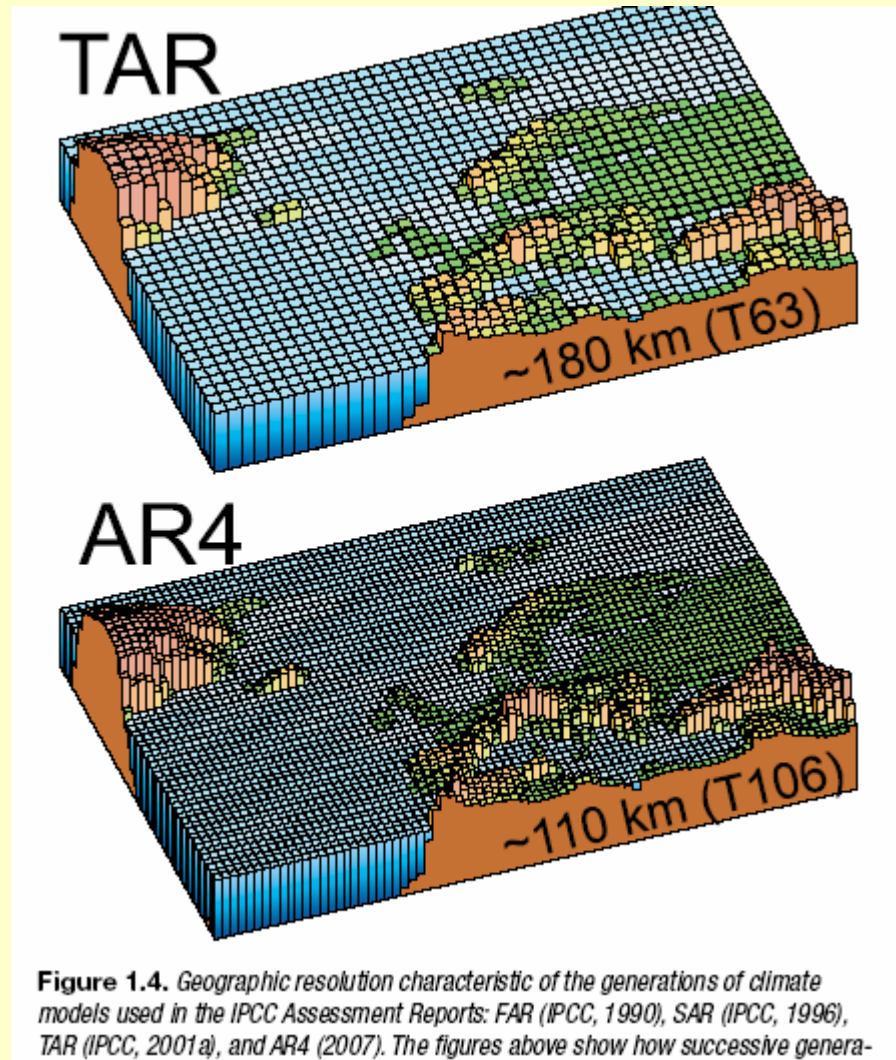 TAR
~180 km (T63)
AR4
~110 km (T106)
Figure 1.4. Geographic resolution characteristic of the generations of climate
models used in the IPCC Assessment Reports: FAR (IPCC, 1990), SAR (IPCC, 1996),
TAR (IPCC, 2001a), and AR4 (2007). The figures above show how successive genera-